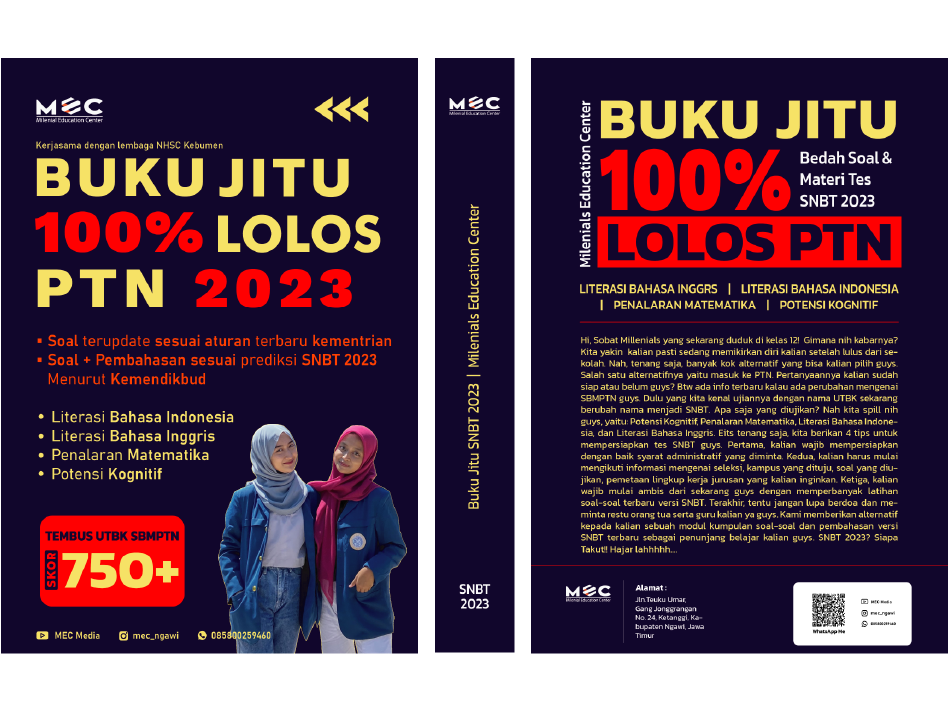 MEC
Milenial Education Center
Kerjasama dengan lembaga NHSC Kebumen
BUKU JITU
100% LOLOS
PTN 2023
▪ Soal terupdate sesuai aturan terbaru kementrian
▪ Soal + Pembahasan sesuai prediksi SNBT 2023
Menurut Kemendikbud
• Literasi Bahasa Indonesia
• Literasi Bahasa Inggris
• Penalaran Matematika
• Potensi Kognitif
TEMBUS UTBK SBMPTN
SKOR 750+
MEC Media mec_ngawi 085800259460
MEC
Milenial Education Center
Buku Jitu SNBT 2023 | Milenials Education Center
SNBT
2023
Milenials Education Center
BUKU JITU
100%
Bedah Soal &
Materi Tes
SNBT 2023
LOLOS PTN
LITERASI BAHASA INGGRS | LITERASI BAHASA INDONESIA
| PENALARAN MATEMATIKA | POTENSI KOGNITIF
Hi, Sobat Millenials yang sekarang duduk di kelas 12! Gimana nih kabarnya?
Kita yakin kalian pasti sedang memikirkan diri kalian setelah lulus dari se-
kolah. Nah, tenang saja, banyak kok alternatif yang bisa kalian pilih guys.
Salah satu alternatifnya yaitu masuk ke PTN. Pertanyaannya kalian sudah
siap atau belum guys? Btw ada info terbaru kalau ada perubahan mengenai
SBMPTN guys. Dulu yang kita kenal ujiannya dengan nama UTBK sekarang
berubah nama menjadi SNBT. Apa saja yang diujikan? Nah kita spill nih
guys, yaitu: Potensi Kognitif, Penalaran Matematika, Literasi Bahasa Indone-
sia, dan Literasi Bahasa Inggris. Eits tenang saja, kita berikan 4 tips untuk
mempersiapkan tes SNBT guys. Pertama, kalian wajib mempersiapkan
dengan baik syarat administratif yang diminta. Kedua, kalian harus mulai
mengikuti informasi mengenai seleksi, kampus yang dituju, soal yang diu-
jikan, pemetaan lingkup kerja jurusan yang kalian inginkan. Ketiga, kalian
wajib mulai ambis dari sekarang guys dengan memperbanyak latihan
soal-soal terbaru versi SNBT. Terakhir, tentu jangan lupa berdoa dan me-
minta restu orang tua serta guru kalian ya guys. Kami memberikan alternatif
kepada kalian sebuah modul kumpulan soal-soal dan pembahasan versi
SNBT terbaru sebagai penunjang belajar kalian guys. SNBT 2023? Siapa
Takut!! Hajar lahhhhh....
MEC
Milenial Education Center
Alamat :
Jln.Teuku Umar,
Gang Jonggrangan
No. 24, Ketanggi, Ka-
bupaten Ngawi, Jawa
Timur
WhatsApp Me
MEC Media
mec_ngawi
085800259460